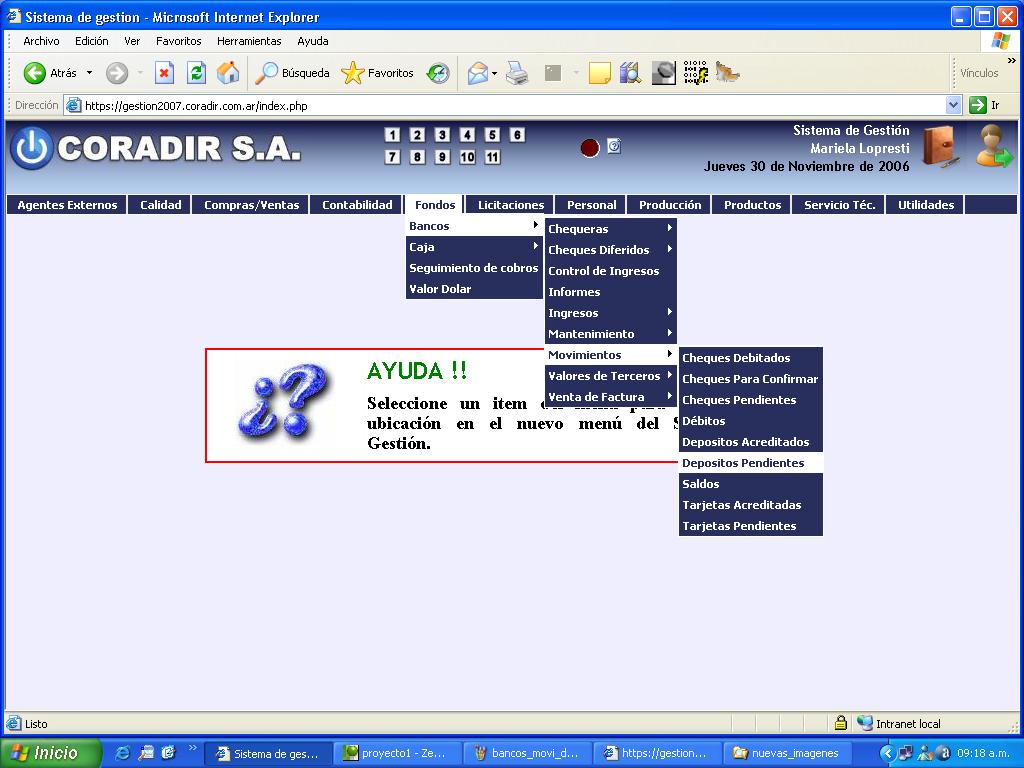 Sistema de gestion - Microsoft Internet Explorer
Archivo Edición Ver Favoritos Herramientas Ayuda
Atrás Búsqueda Favoritos Vínculos
Dirección https://gestion2007.coradir.com.ar/index.php Ir
CORADIR S.A.
1 2 3 4 5 6
7 8 9 10 11
Sistema de Gestión
Mariela Lopresti
Jueves 30 de Noviembre de 2006
Agentes Externos Calidad Compras/Ventas Contabilidad Fondos Licitaciones Personal Producción Productos Servicio Téc. Utilidades
Bancos
Caja
Seguimiento de cobros
Valor Dolar
Chequeras
Cheques Diferidos
Control de Ingresos
Informes
Ingresos
Mantenimiento
Movimientos
Valores de Terceros
Venta de Factura
Cheques Debitados
Cheques Para Confirmar
Cheques Pendientes
Débitos
Depositos Acreditados
Depositos Pendientes
Saldos
Tarjetas Acreditadas
Tarjetas Pendientes
AYUDA !!
Seleccione un item
ubicación en el nuevo menú del S
Gestión.
Listo Intranet local
Inicio Sistema de ges... proyecto1 - Ze... bancos_movi_d... https://gestion... nuevas_imagenes 09:18 a.m.